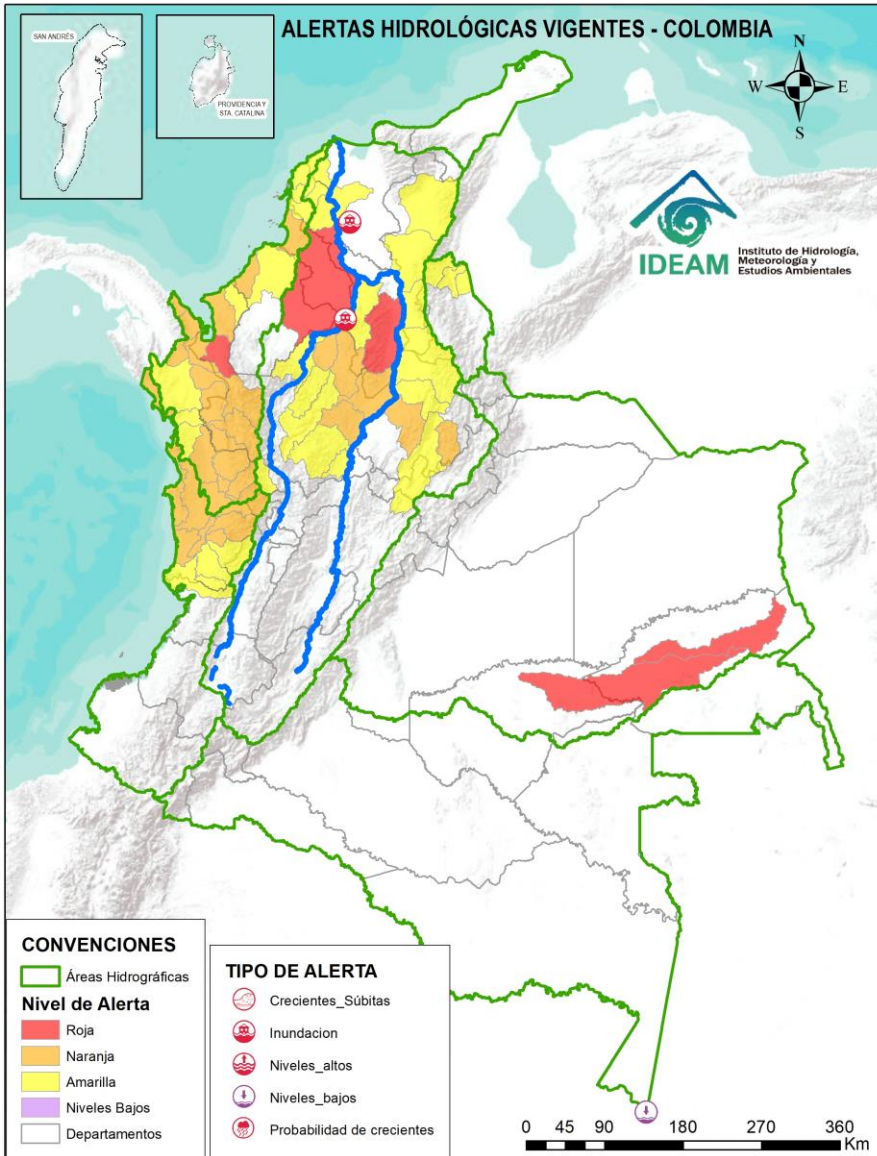 ALERTAS HIDROLÓGICAS VIGENTES - COLOMBIA
SAN ANDRÉS
PROVIDENCIA Y
STA. CATALINA
N
W
E
S
IDEAM
Instituto de Hidrología,
Meteorología y
Estudios Ambientales
CONVENCIONES
Áreas Hidrográficas
Nivel de Alerta
Roja
Naranja
Amarilla
Niveles Bajos
Departamentos
TIPO DE ALERTA
Crecientes_Súbitas
Inundacion
Niveles_altos
Niveles_bajos
Probabilidad de crecientes
0 45 90 180 270 360
Km